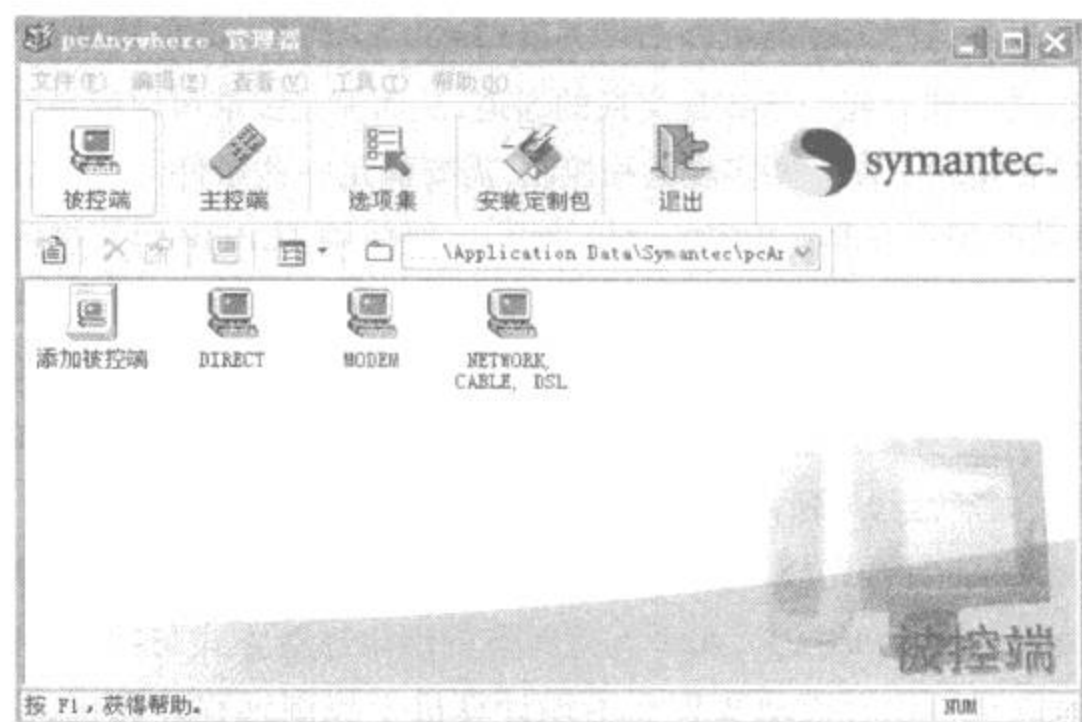 pcAnywhere 管理器
文件(F) 编辑(E) 查看(V) 工具(T) 帮助(H)
被控端 主控端 选项集 安装定制包 退出 symantec.
...\Application Data\Symantec\pcAr
添加被控端 DIRECT MODEM NETWORK,
CABLE, DSL
被控端
按 F1，获得帮助。 NUM